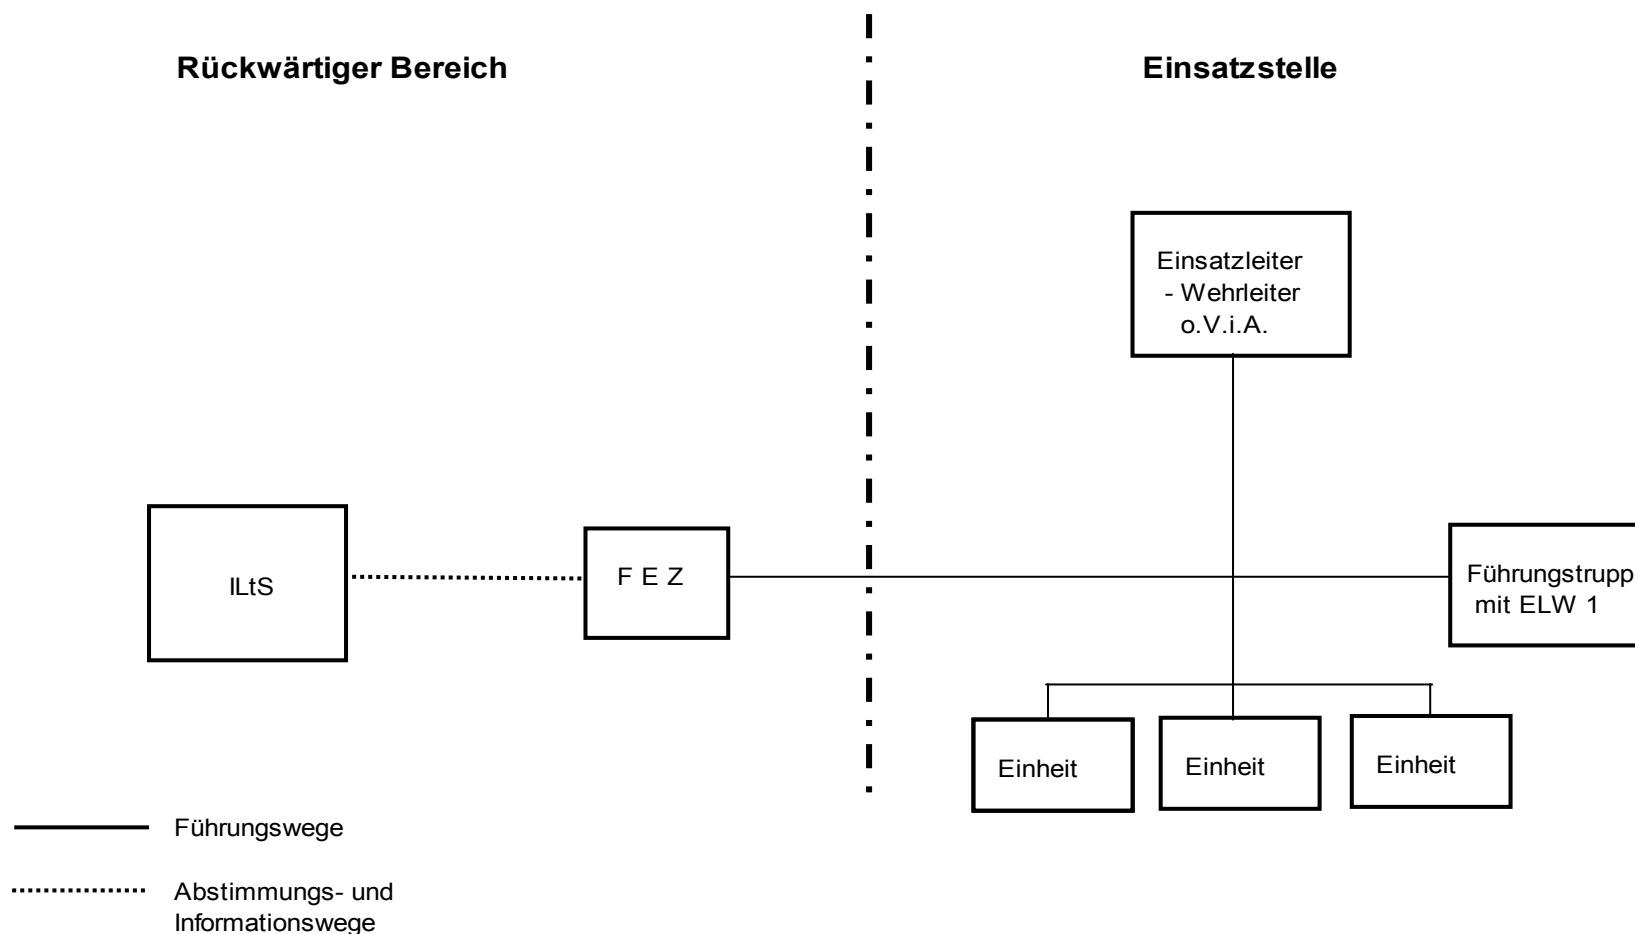 Rückwärtiger Bereich
Einsatzstelle
Einsatzleiter
- Wehrleiter
o.V.i.A.
ILtS
F E Z
Führungstrupp
mit ELW 1
Einheit
Einheit
Einheit
Führungswege
Abstimmungs- und
Informationswege